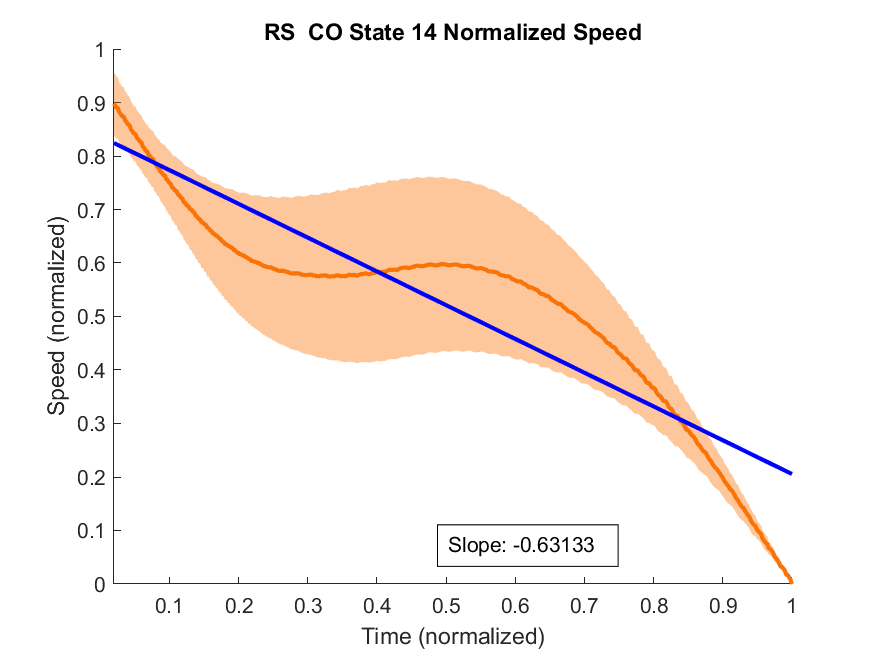 RS  CO State 14 Normalized Speed
1
0.9
0.8
0.7
0.6
0.5
0.4
0.3
0.2
0.1
0
Speed (normalized)
Slope: -0.63133
0.1 0.2 0.3 0.4 0.5 0.6 0.7 0.8 0.9 1
Time (normalized)